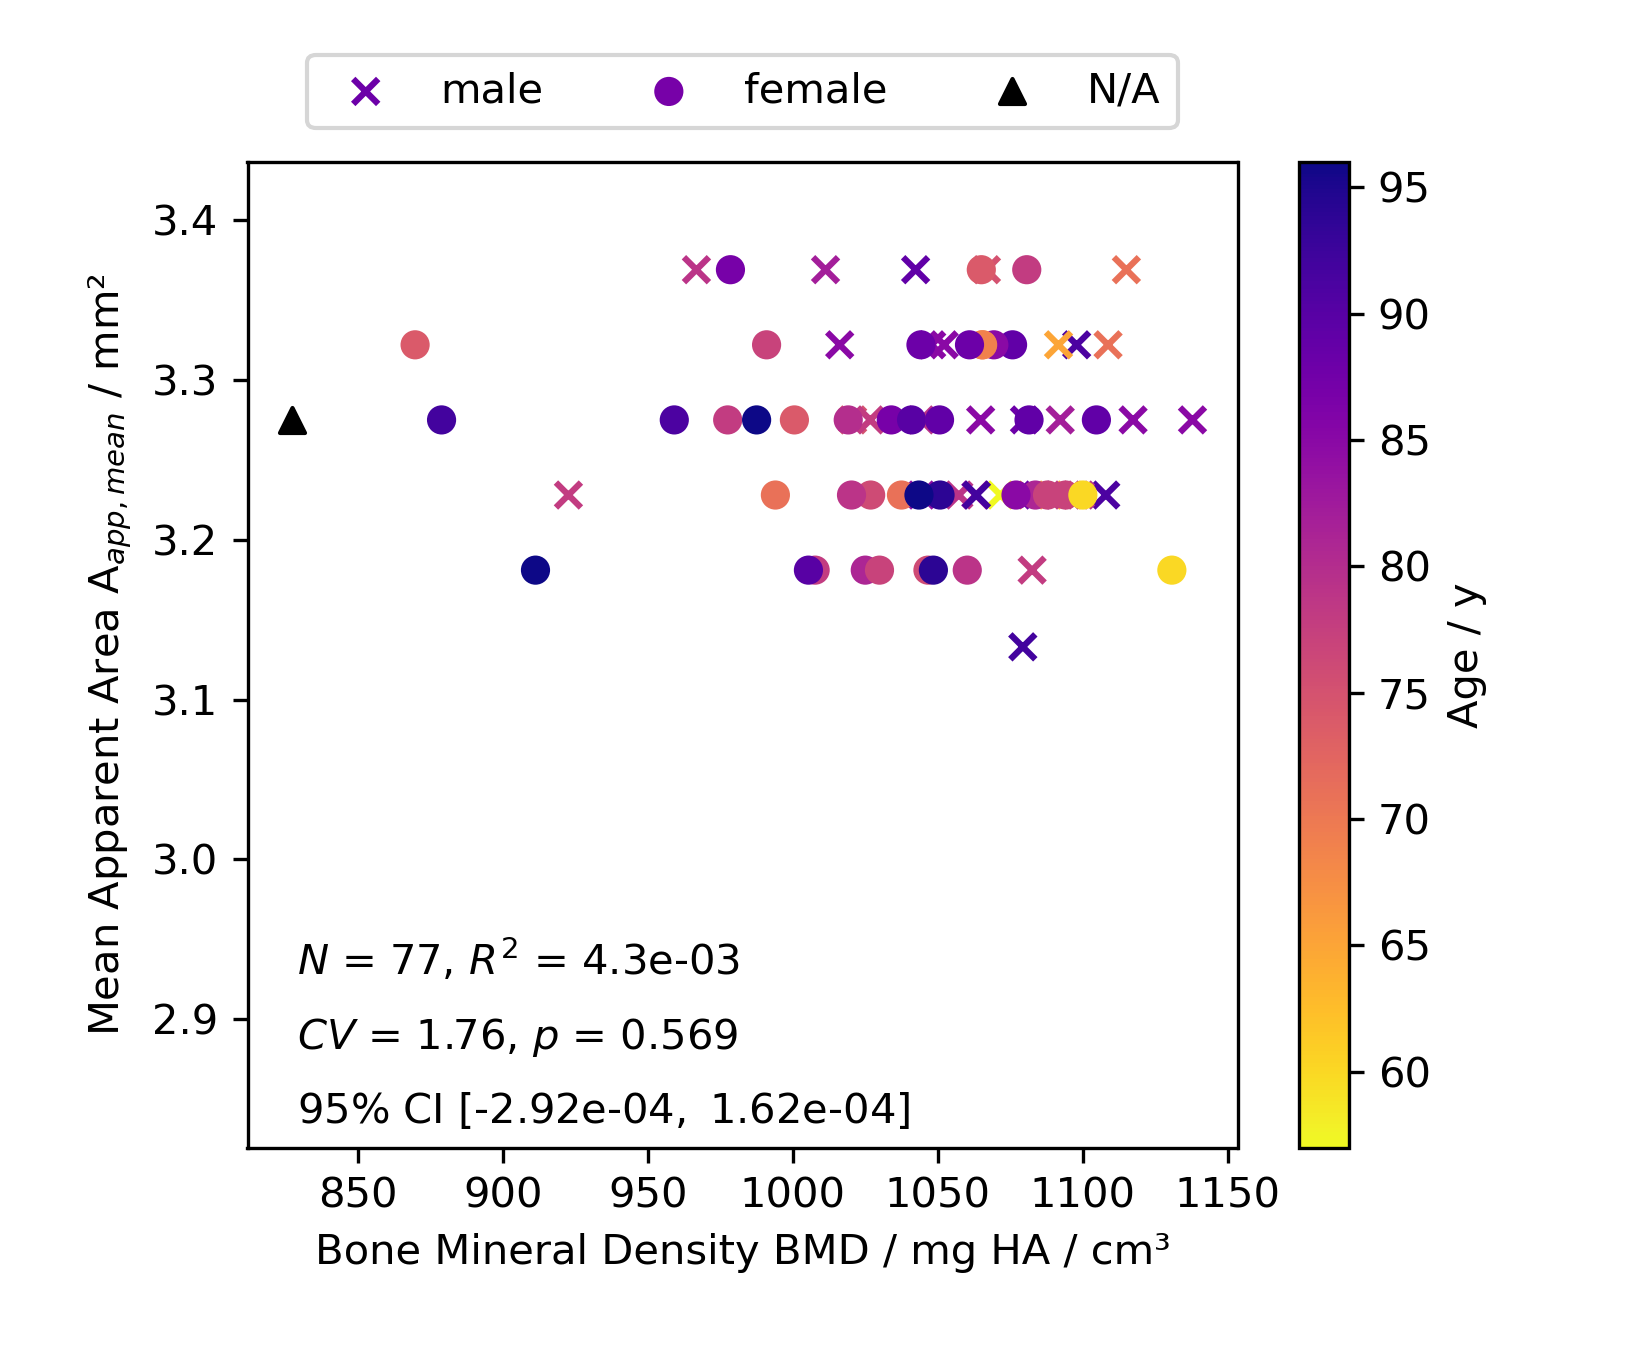 male female N/A
3.4
3.3
3.2
3.1
3.0
2.9
Mean Apparent Area A_app,mean / mm²
N = 77, R² = 4.3e-03
CV = 1.76, p = 0.569
95% CI [-2.92e-04, 1.62e-04]
850 900 950 1000 1050 1100 1150
Bone Mineral Density BMD / mg HA / cm³
95
90
85
80
75
70
65
60
Age / y